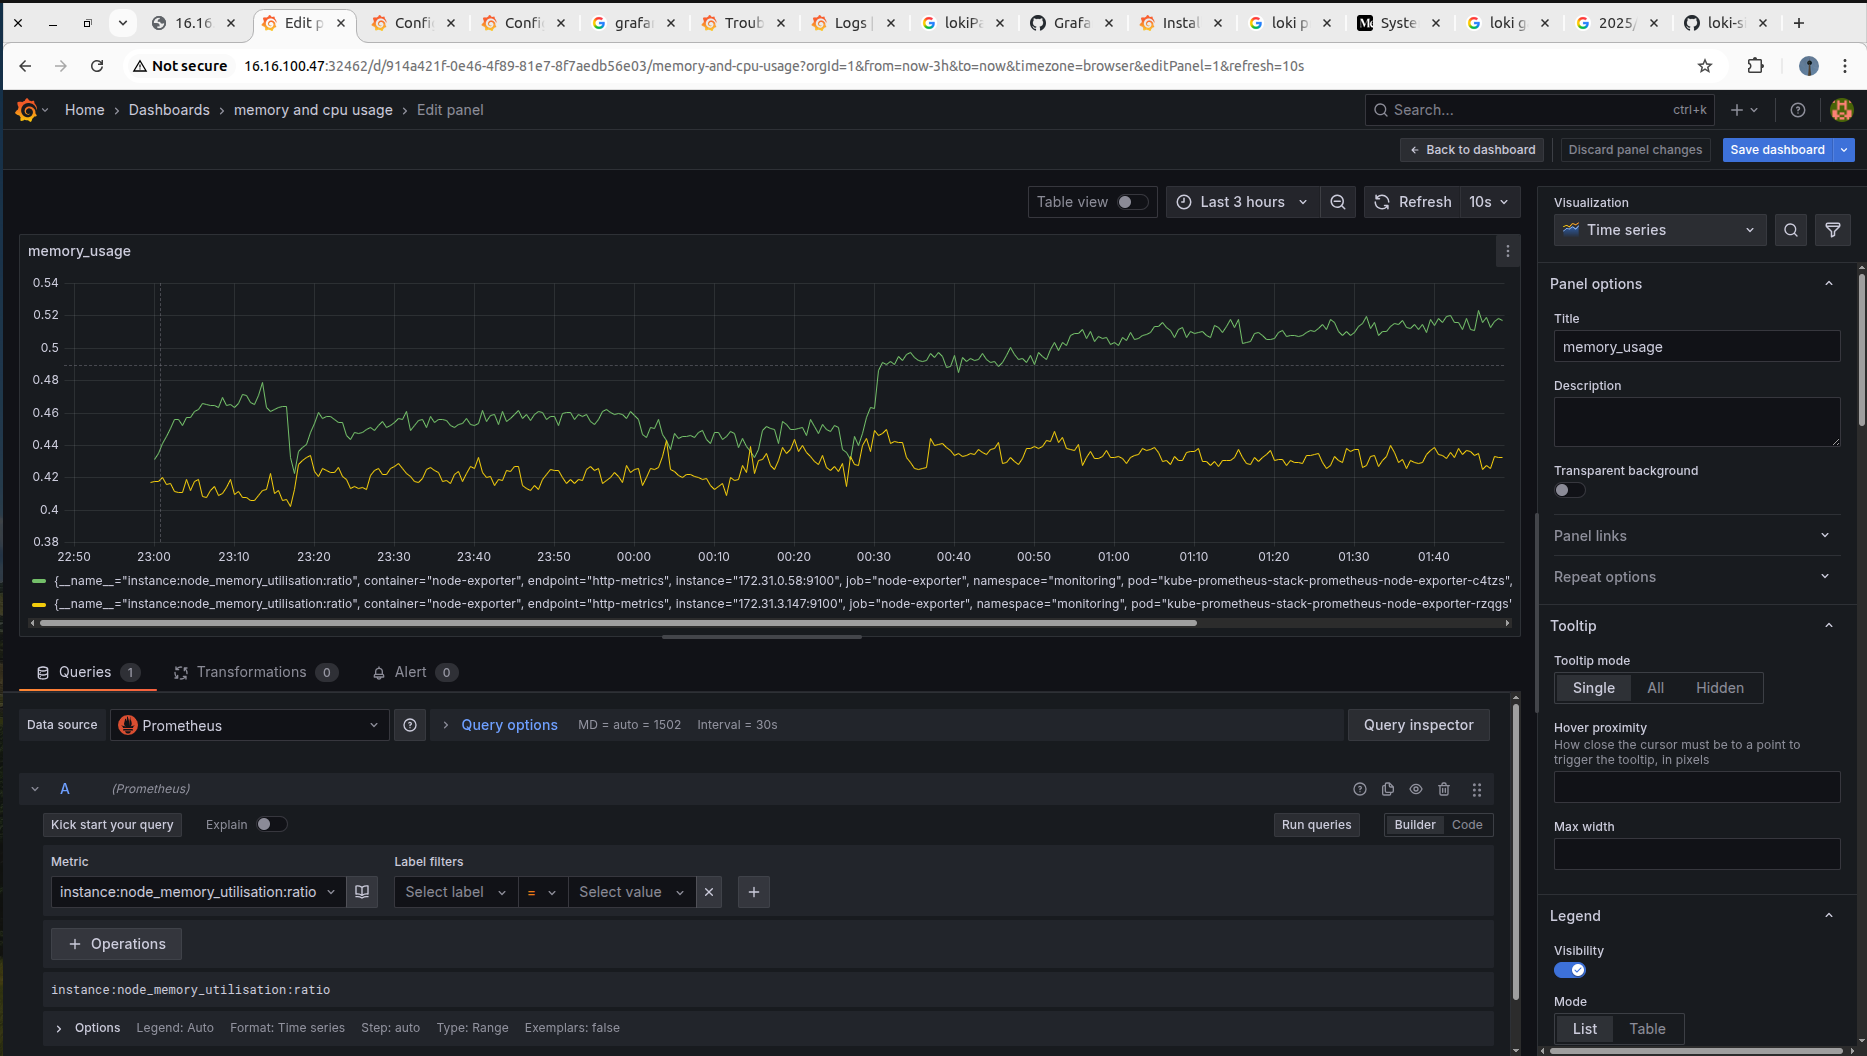 16.16
Edit p
Config
Config
grafa
Troub
Logs |
lokiPa
Grafa
Instal
loki p
Syste
loki g
2025/
loki-si
Not secure
16.16.100.47:32462/d/914a421f-0e46-4f89-81e7-8f7aedb56e03/memory-and-cpu-usage?orgId=1&from=now-3h&to=now&timezone=browser&editPanel=1&refresh=10s
Home › Dashboards › memory and cpu usage › Edit panel
Search...
ctrl+k
Back to dashboard
Discard panel changes
Save dashboard
Table view
Last 3 hours
Refresh
10s
memory_usage
0.54
0.52
0.5
0.48
0.46
0.44
0.42
0.4
0.38
22:50 23:00 23:10 23:20 23:30 23:40 23:50 00:00 00:10 00:20 00:30 00:40 00:50 01:00 01:10 01:20 01:30 01:40
{__name__="instance:node_memory_utilisation:ratio", container="node-exporter", endpoint="http-metrics", instance="172.31.0.58:9100", job="node-exporter", namespace="monitoring", pod="kube-prometheus-stack-prometheus-node-exporter-c4tzs",
{__name__="instance:node_memory_utilisation:ratio", container="node-exporter", endpoint="http-metrics", instance="172.31.3.147:9100", job="node-exporter", namespace="monitoring", pod="kube-prometheus-stack-prometheus-node-exporter-rzqgs"
Queries 1
Transformations 0
Alert 0
Data source
Prometheus
Query options
MD = auto = 1502
Interval = 30s
Query inspector
A
(Prometheus)
Kick start your query
Explain
Run queries
Builder
Code
Metric
Label filters
instance:node_memory_utilisation:ratio
Select label
=
Select value
+ Operations
instance:node_memory_utilisation:ratio
Options
Legend: Auto
Format: Time series
Step: auto
Type: Range
Exemplars: false
Visualization
Time series
Panel options
Title
memory_usage
Description
Transparent background
Panel links
Repeat options
Tooltip
Tooltip mode
Single
All
Hidden
Hover proximity
How close the cursor must be to a point to
trigger the tooltip, in pixels
Max width
Legend
Visibility
Mode
List
Table